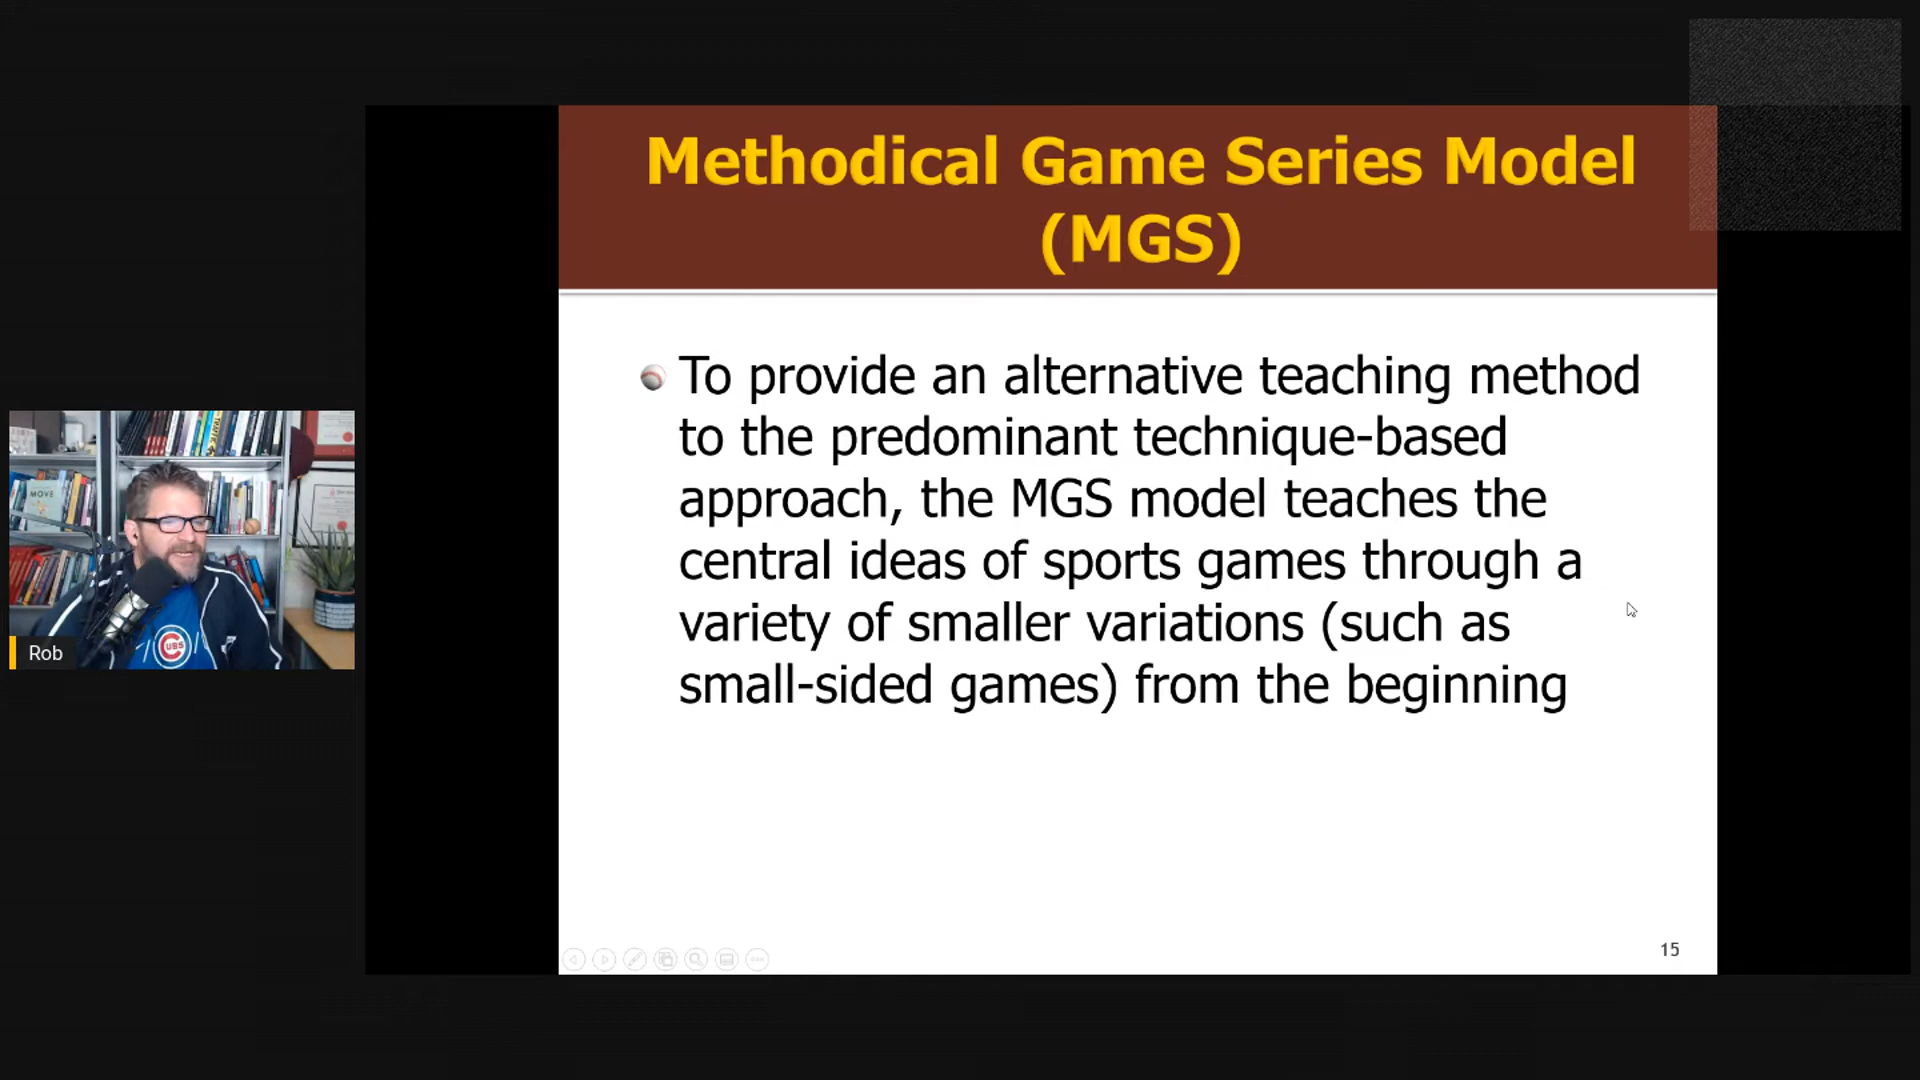 Methodical Game Series Model
(MGS)
To provide an alternative teaching method
to the predominant technique-based
approach, the MGS model teaches the
central ideas of sports games through a
variety of smaller variations (such as
small-sided games) from the beginning
15
MOVE
CUBS
Rob